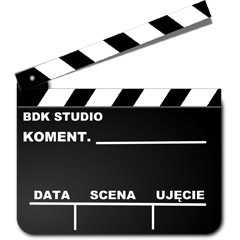 BDK STUDIO
KOMENT.
DATA SCENA UJĘCIE